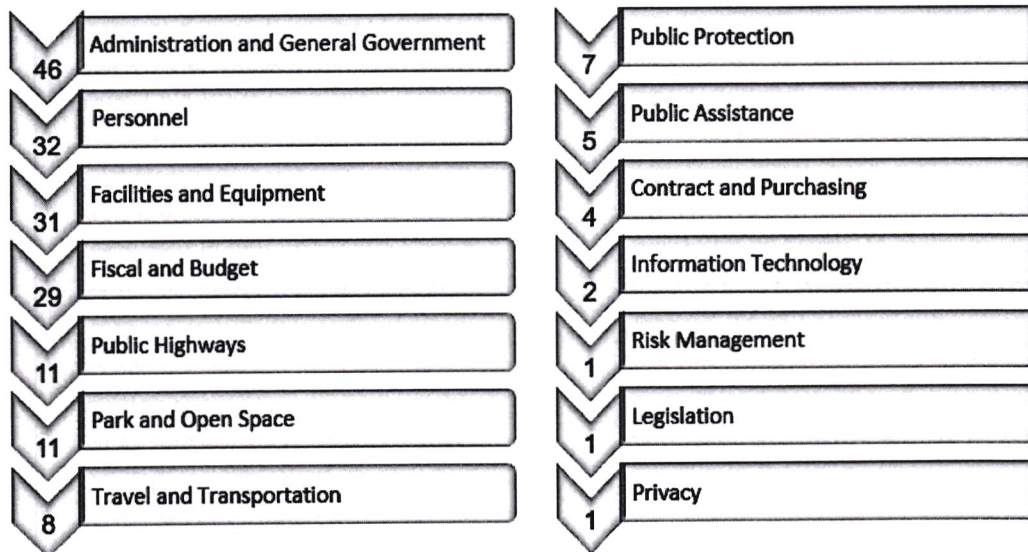 Administration and General Government
46
Personnel
32
Facilities and Equipment
31
Fiscal and Budget
29
Public Highways
11
Park and Open Space
11
Travel and Transportation
8
Public Protection
7
Public Assistance
5
Contract and Purchasing
4
Information Technology
2
Risk Management
1
Legislation
1
Privacy
1